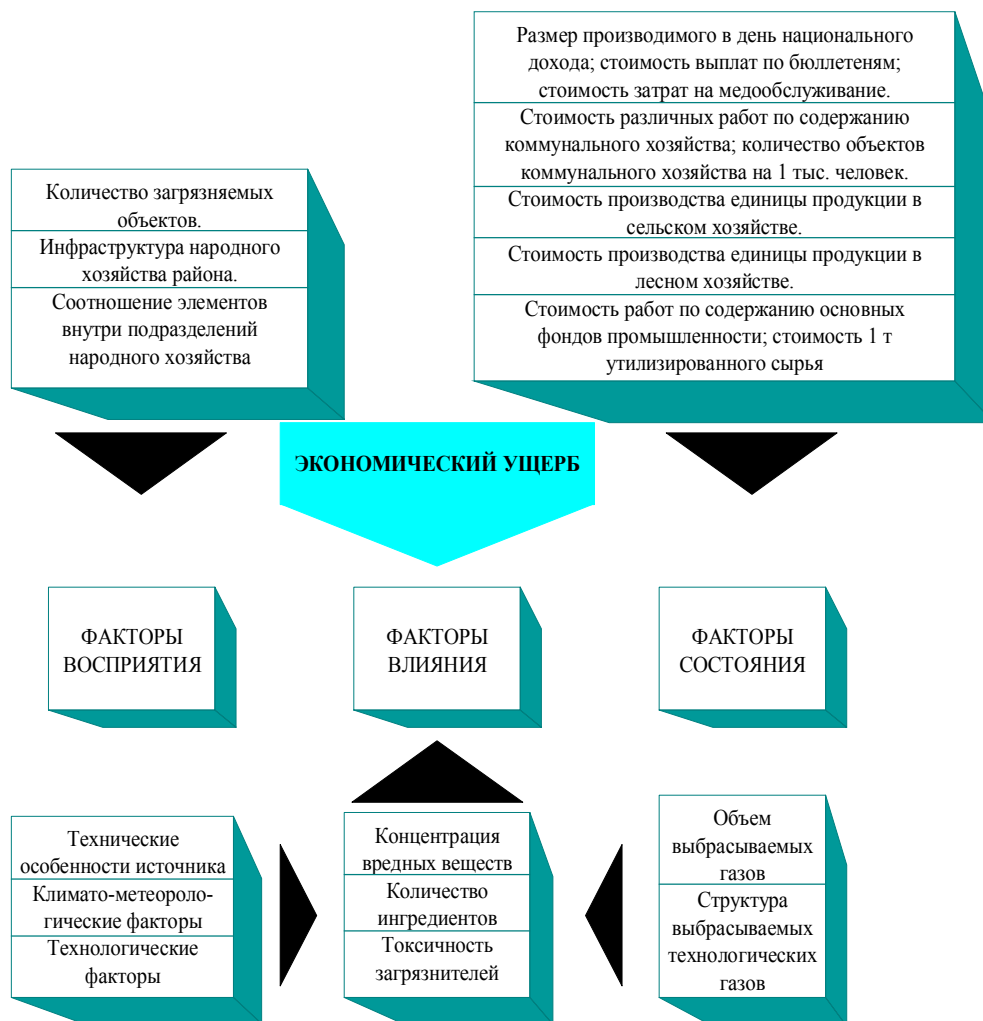 Размер производимого в день национального
дохода; стоимость выплат по бюллетеням;
стоимость затрат на медообслуживание.
Стоимость различных работ по содержанию
коммунального хозяйства; количество объектов
коммунального хозяйства на 1 тыс. человек.
Стоимость производства единицы продукции в
сельском хозяйстве.
Стоимость производства единицы продукции в
лесном хозяйстве.
Стоимость работ по содержанию основных
фондов промышленности; стоимость 1 т
утилизированного сырья
Количество загрязняемых
объектов.
Инфраструктура народного
хозяйства района.
Соотношение элементов
внутри подразделений
народного хозяйства
ЭКОНОМИЧЕСКИЙ УЩЕРБ
ФАКТОРЫ
ВОСПРИЯТИЯ
ФАКТОРЫ
ВЛИЯНИЯ
ФАКТОРЫ
СОСТОЯНИЯ
Технические
особенности источника
Климато-метеороло-
гические факторы
Технологические
факторы
Концентрация
вредных веществ
Количество
ингредиентов
Токсичность
загрязнителей
Объем
выбрасываемых
газов
Структура
выбрасываемых
технологических
газов